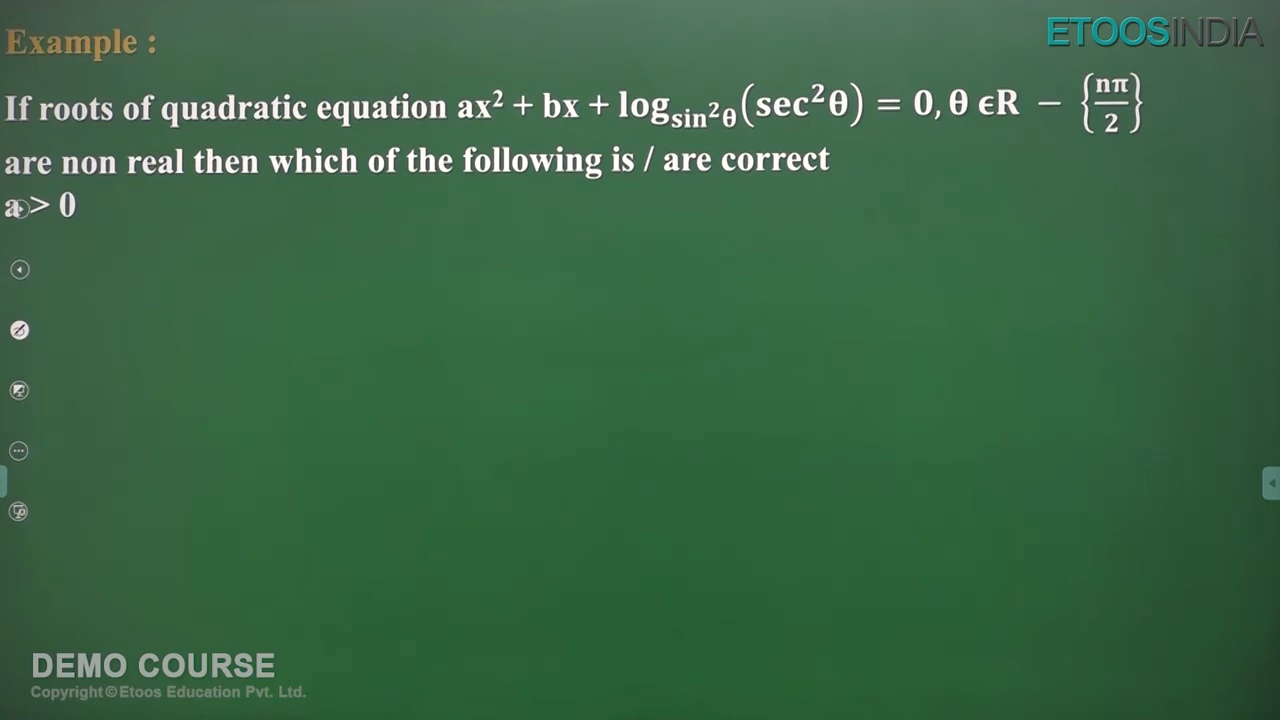 Example :
ETOOSINDIA
If roots of quadratic equation ax² + bx + log_{sin²θ}(sec²θ) = 0, θ ϵR − {nπ/2}
are non real then which of the following is / are correct
a > 0
DEMO COURSE
Copyright © Etoos Education Pvt. Ltd.